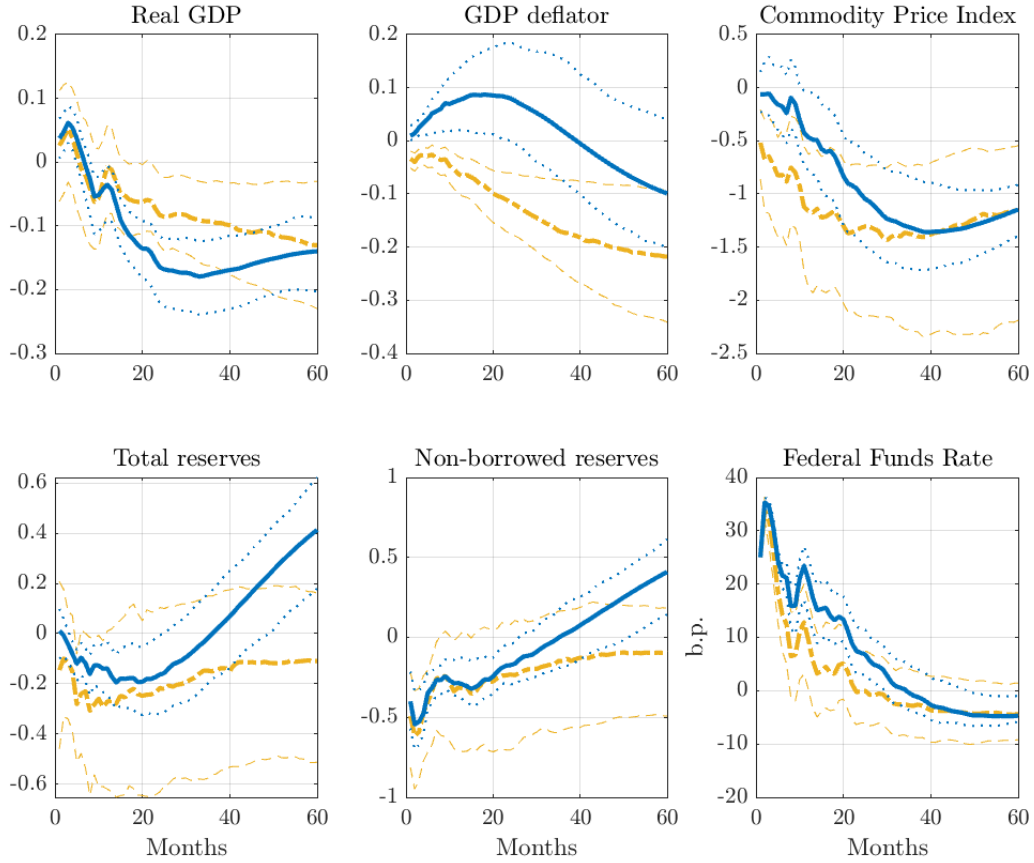 Real GDP
GDP deflator
Commodity Price Index
0.2
0.1
0
-0.1
-0.2
-0.3
0 20 40 60
0.2
0.1
0
-0.1
-0.2
-0.3
-0.4
0 20 40 60
0.5
0
-0.5
-1
-1.5
-2
-2.5
0 20 40 60
Total reserves
Non-borrowed reserves
Federal Funds Rate
0.6
0.4
0.2
0
-0.2
-0.4
-0.6
0 20 40 60
Months
1
0.5
0
-0.5
-1
0 20 40 60
Months
b.p.
40
30
20
10
0
-10
-20
0 20 40 60
Months